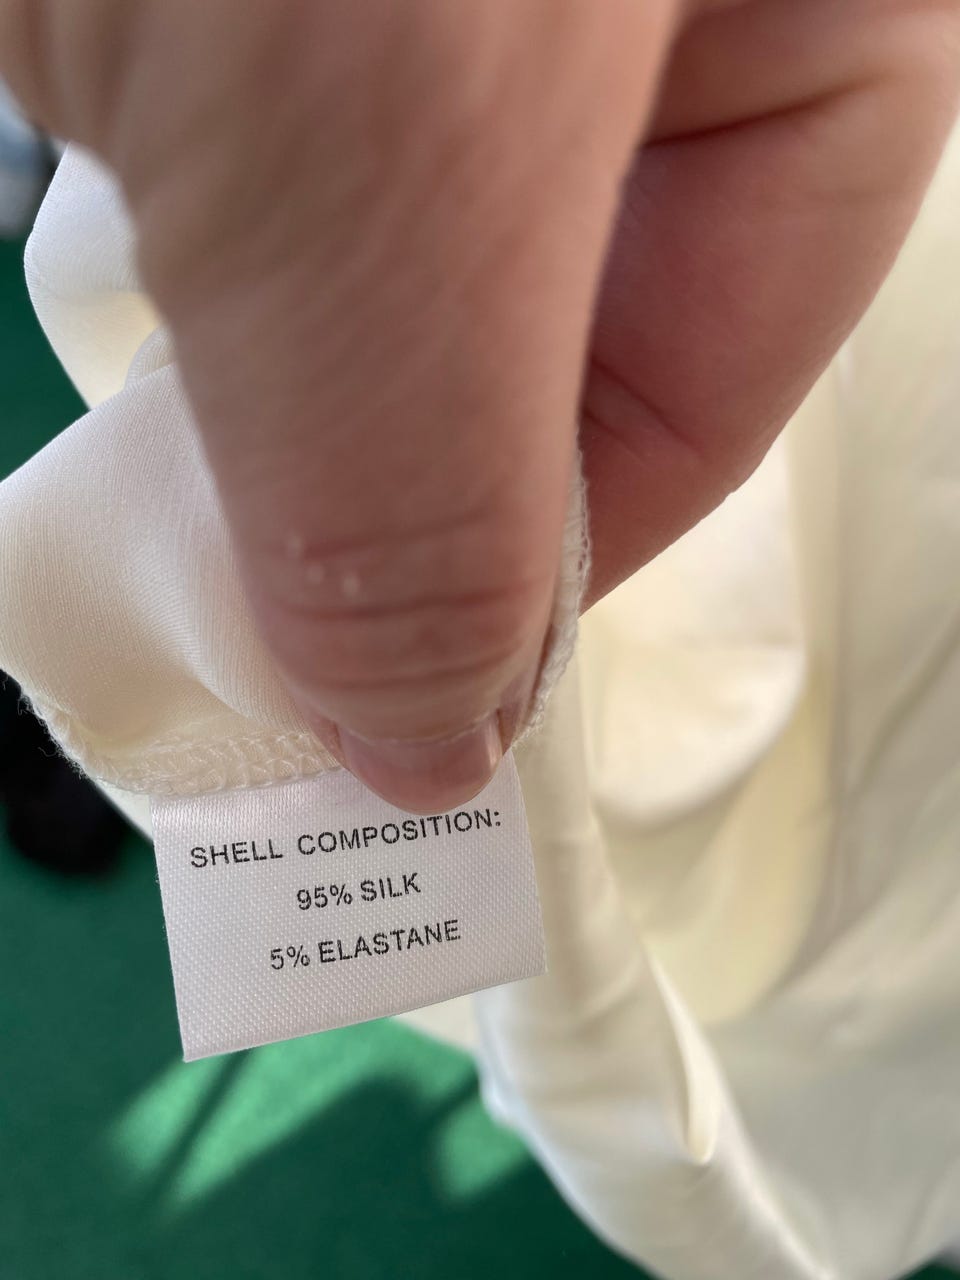 SHELL COMPOSITION:
95% SILK
5% ELASTANE